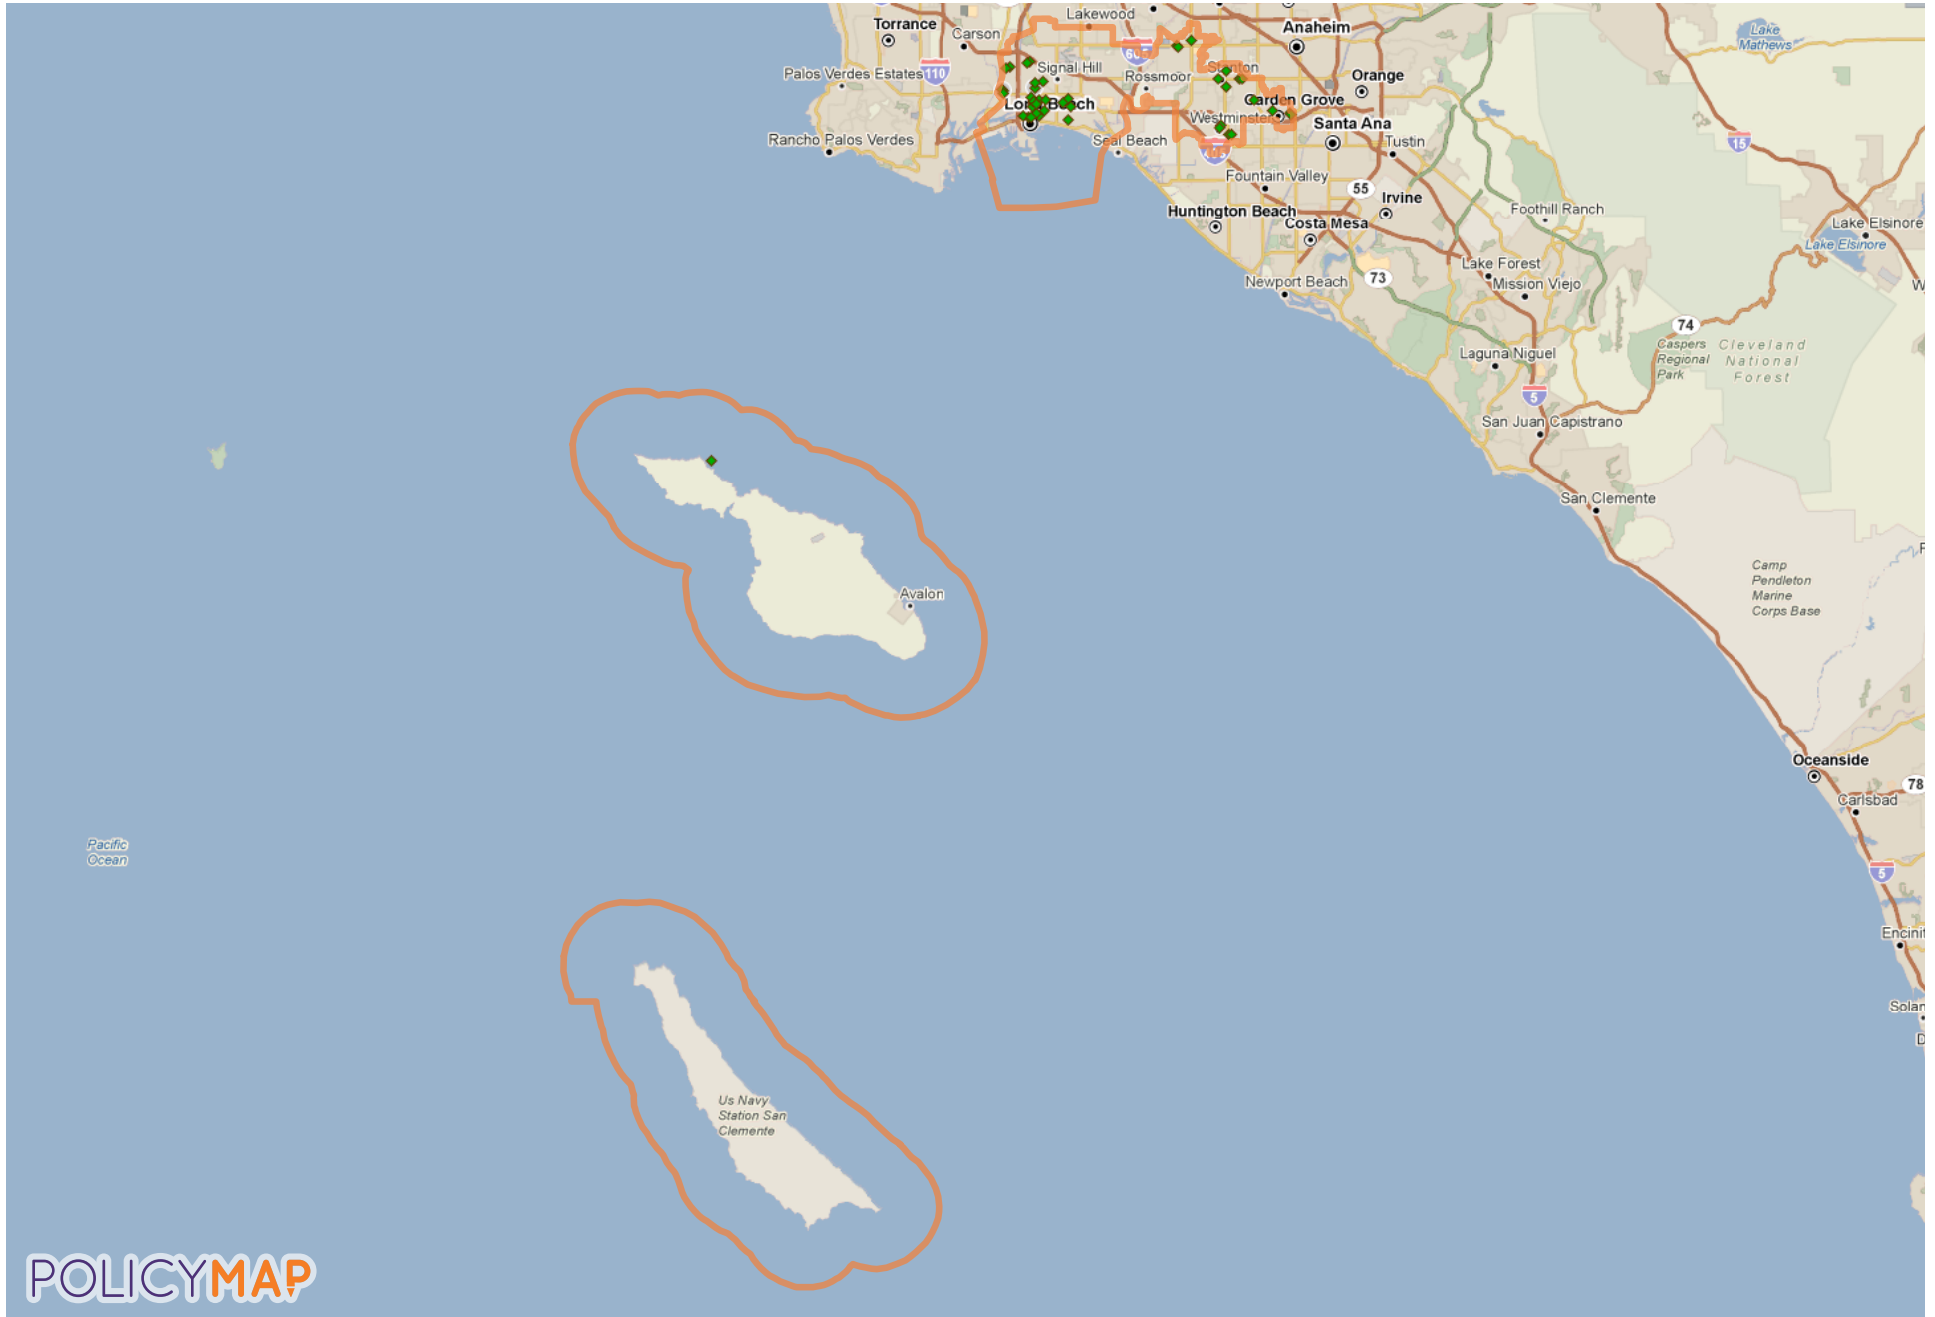 Lakewood
Torrance
Anaheim
Carson
Lake
Mathews
605
Signal Hill
Stanton
Palos Verdes Estates
110
Rossmoor
Orange
Long Beach
Garden Grove
Westminster
Santa Ana
Rancho Palos Verdes
Seal Beach
Tustin
15
405
Fountain Valley
55
Irvine
Huntington Beach
Foothill Ranch
Costa Mesa
Lake Elsinore
Lake Elsinore
Lake Forest
Newport Beach
73
Mission Viejo
W
74
Laguna Niguel
Caspers
Regional
Park
Cleveland
National
Forest
5
San Juan Capistrano
San Clemente
Camp
Pendleton
Marine
Corps Base
Avalon
Oceanside
78
Carlsbad
Pacific
Ocean
5
Encinit
Solan
D
Us Navy
Station San
Clemente
POLICYMAP